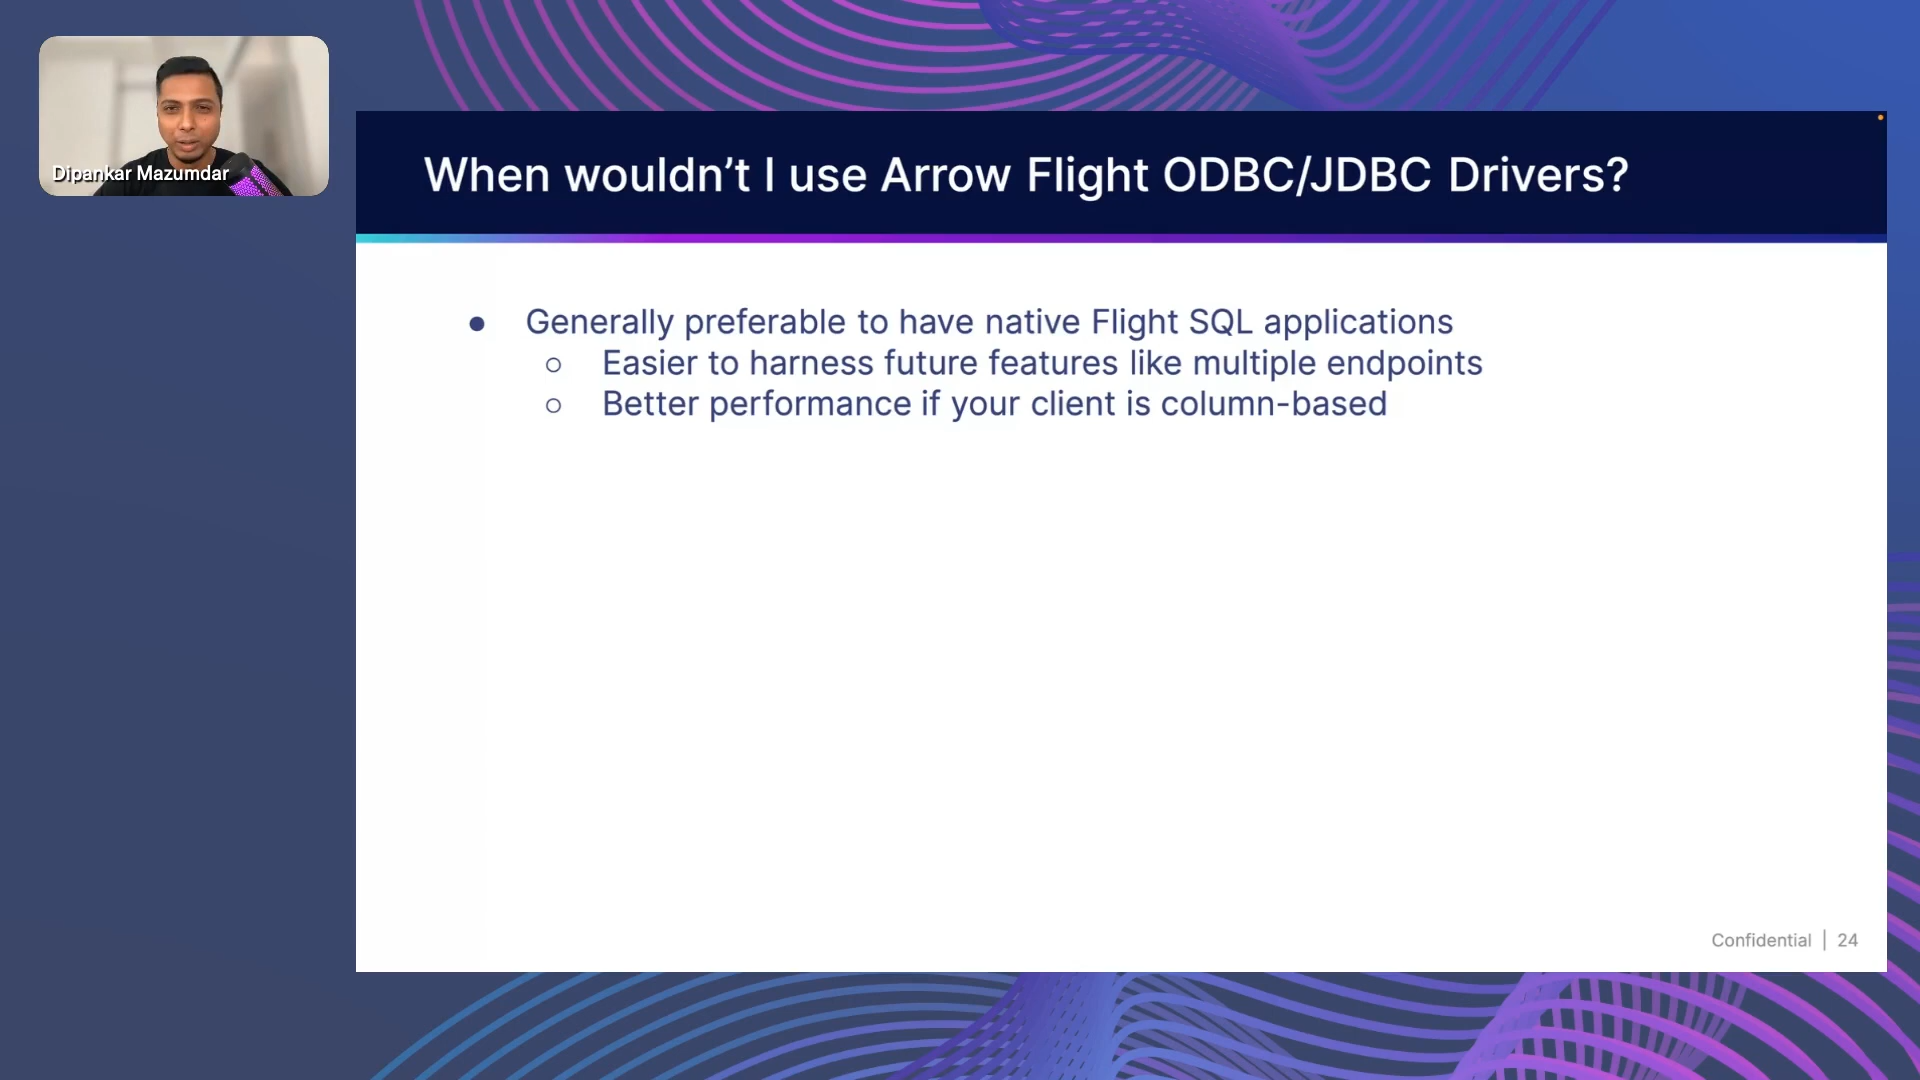 Dipankar Mazumdar
When wouldn’t I use Arrow Flight ODBC/JDBC Drivers?
● Generally preferable to have native Flight SQL applications
○ Easier to harness future features like multiple endpoints
○ Better performance if your client is column-based
Confidential | 24